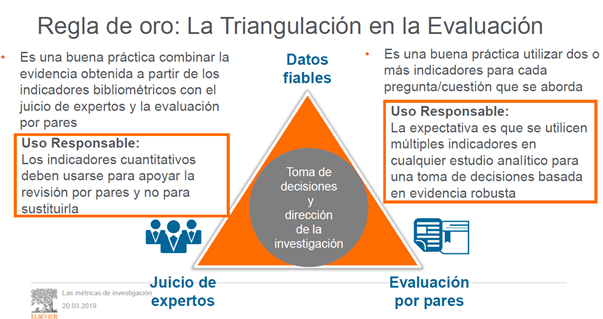 Regla de oro: La Triangulación en la Evaluación
• Es una buena práctica combinar la
evidencia obtenida a partir de los
indicadores bibliométricos con el
juicio de expertos y la evaluación
por pares
Uso Responsable:
Los indicadores cuantitativos
deben usarse para apoyar la
revisión por pares y no para
sustituirla
Datos
fiables
Toma de
decisiones
y
dirección
de la
investigación
Juicio de
expertos
Evaluación
por pares
• Es una buena práctica utilizar dos o
más indicadores para cada
pregunta/cuestión que se aborda
Uso Responsable:
La expectativa es que se utilicen
múltiples indicadores en
cualquier estudio analítico para
una toma de decisiones basada
en evidencia robusta
Las métricas de investigación
20.03.2019
ELSEVIER